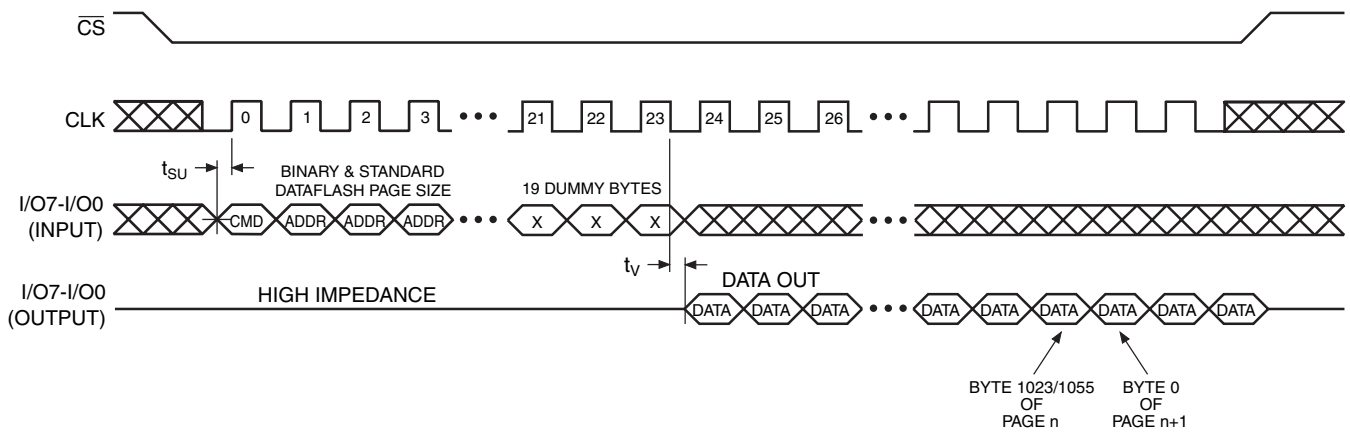 CS
CLK
0 1 2 3 ••• 21 22 23 24 25 26 •••
tSU
BINARY & STANDARD
DATAFLASH PAGE SIZE
19 DUMMY BYTES
I/O7-I/O0
(INPUT)
CMD ADDR ADDR ADDR ••• X X X •••
tV
DATA OUT
I/O7-I/O0
(OUTPUT)
HIGH IMPEDANCE
DATA DATA DATA ••• DATA DATA DATA DATA DATA DATA
BYTE 1023/1055
OF
PAGE n
BYTE 0
OF
PAGE n+1